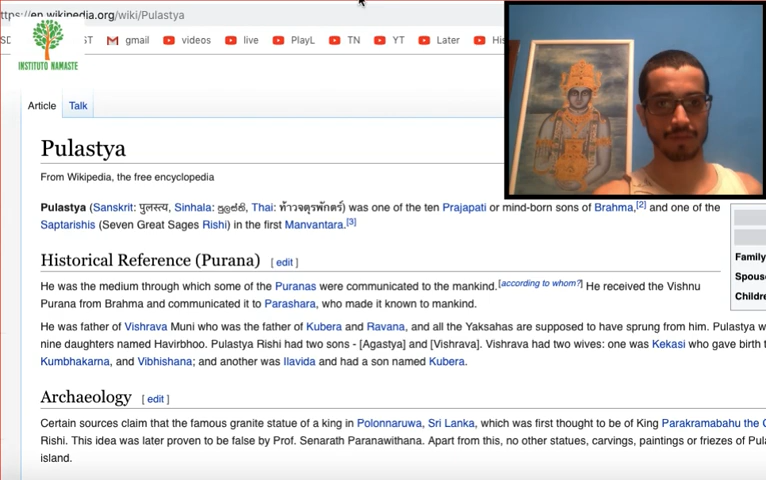 ttps://en.wikipedia.org/wiki/Pulastya
INSTITUTO NAMASTE
gmail videos live PlayL TN YT Later His
Article Talk
Pulastya
From Wikipedia, the free encyclopedia
Pulastya (Sanskrit: पुलस्त्य, Sinhala: පුලස්ති, Thai: ท้าวจตุรพักตร์) was one of the ten Prajapati or mind-born sons of Brahma,[2] and one of the
Saptarishis (Seven Great Sages Rishi) in the first Manvantara.[3]
Historical Reference (Purana) [ edit ]
He was the medium through which some of the Puranas were communicated to the mankind.[according to whom?] He received the Vishnu
Purana from Brahma and communicated it to Parashara, who made it known to mankind.
He was father of Vishrava Muni who was the father of Kubera and Ravana, and all the Yaksahas are supposed to have sprung from him. Pulastya w
nine daughters named Havirbhoo. Pulastya Rishi had two sons - [Agastya] and [Vishrava]. Vishrava had two wives: one was Kekasi who gave birth t
Kumbhakarna, and Vibhishana; and another was Ilavida and had a son named Kubera.
Family
Spous
Childre
Archaeology [ edit ]
Certain sources claim that the famous granite statue of a king in Polonnaruwa, Sri Lanka, which was first thought to be of King Parakramabahu the
Rishi. This idea was later proven to be false by Prof. Senarath Paranawithana. Apart from this, no other statues, carvings, paintings or friezes of Pula
island.